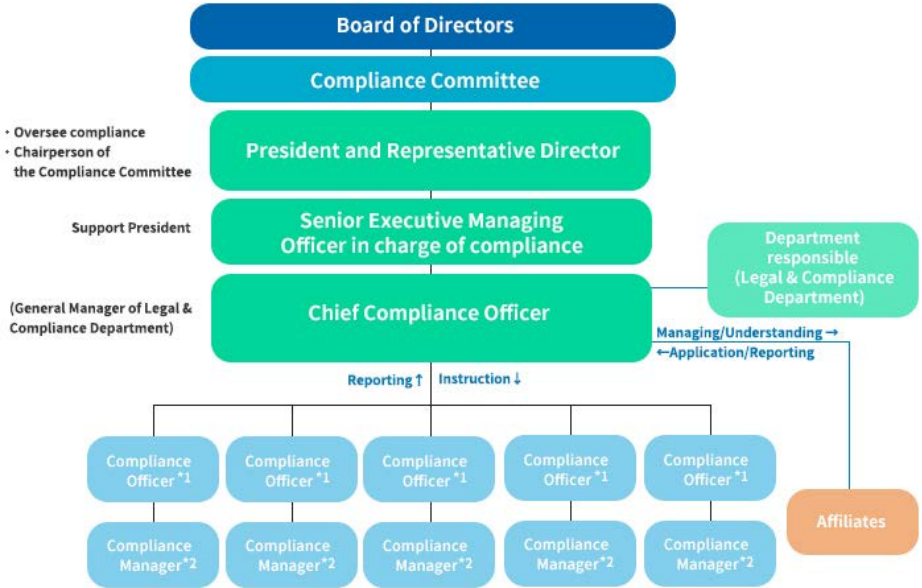 Board of Directors
Compliance Committee
・Oversee compliance
・Chairperson of
the Compliance Committee
President and Representative Director
Support President
Senior Executive Managing
Officer in charge of compliance
Department
responsible
(Legal & Compliance
Department)
(General Manager of Legal &
Compliance Department)
Chief Compliance Officer
Managing/Understanding →
←Application/Reporting
Reporting↑
Instruction↓
Compliance
Officer*1
Compliance
Officer*1
Compliance
Officer*1
Compliance
Officer*1
Compliance
Officer*1
Compliance
Manager*2
Compliance
Manager*2
Compliance
Manager*2
Compliance
Manager*2
Compliance
Manager*2
Affiliates